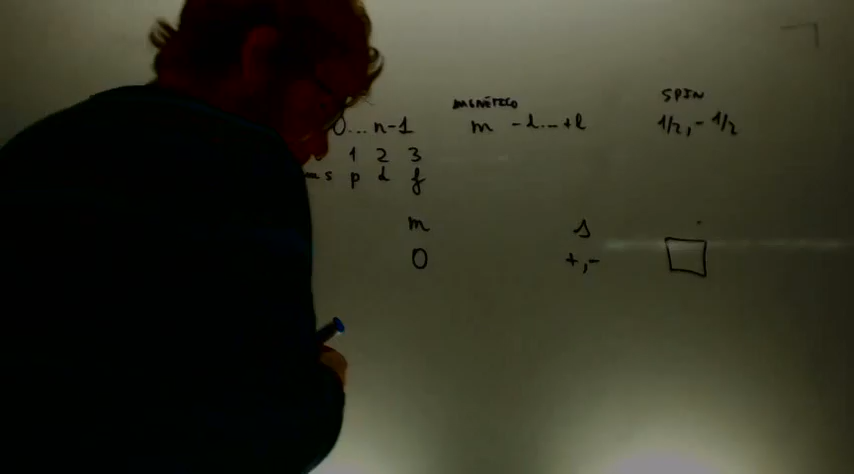 MAGNÉTICO SPIN
0...n-1 m -l...+l 1/2, -1/2
1 2 3
s p d f
m s
0 +,-